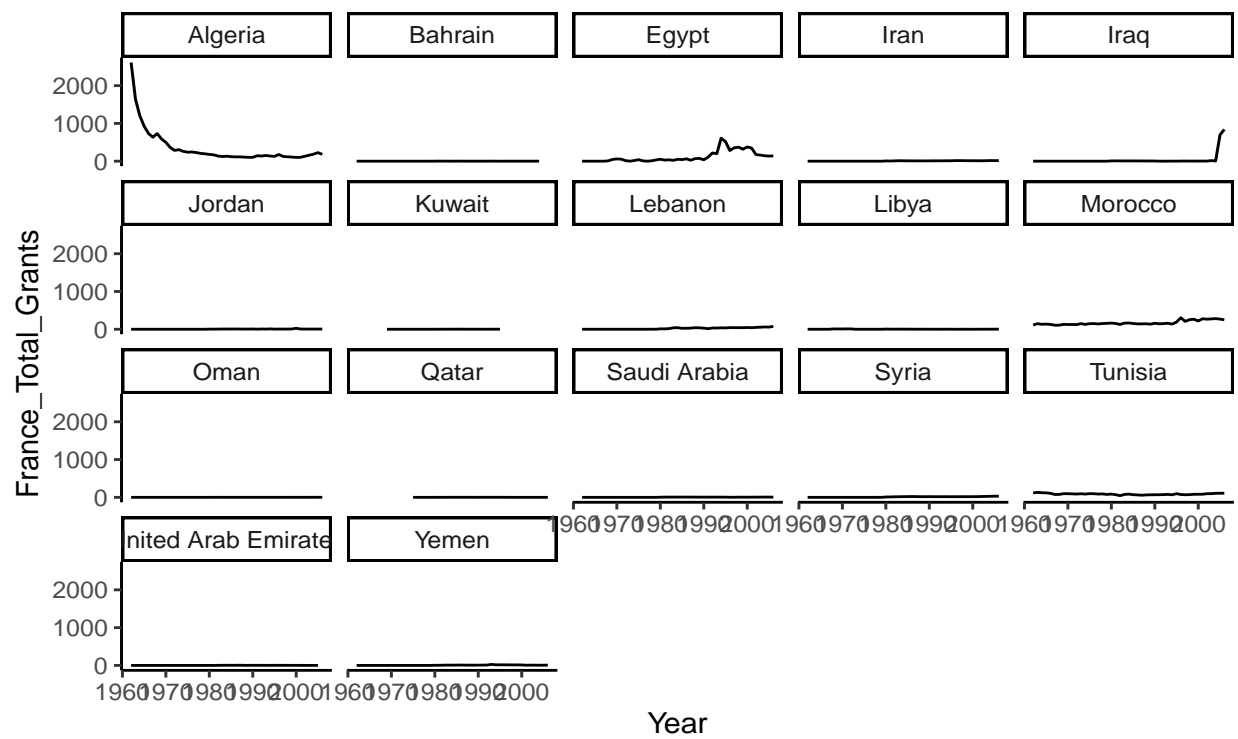 Algeria Bahrain Egypt Iran Iraq
2000
1000
0
Jordan Kuwait Lebanon Libya Morocco
2000
1000
0
Oman Qatar Saudi Arabia Syria Tunisia
2000
1000
0
1960 1970 1980 1990 2000 1960 1970 1980 1990 2000 1960 1970 1980 1990 2000
nited Arab Emirate Yemen
2000
1000
0
1960 1970 1980 1990 2000 1960 1970 1980 1990 2000
Year
France_Total_Grants